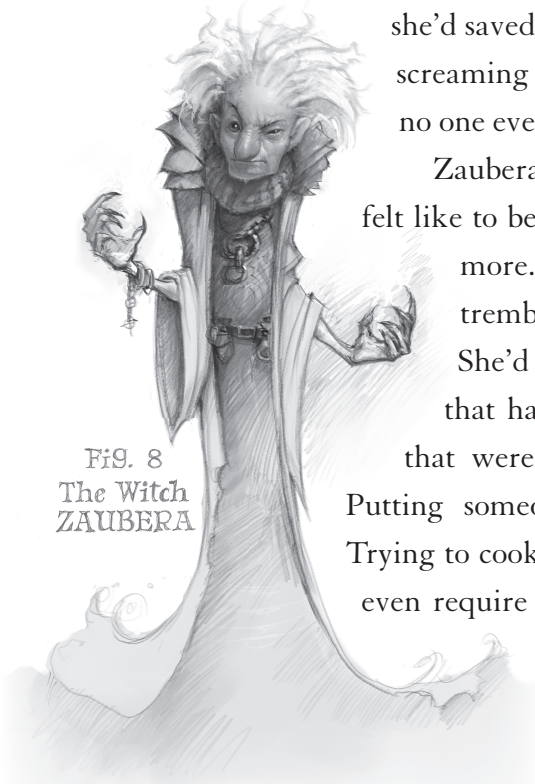 she’d saved
screaming
no one eve
Zaubera
felt like to be
more.
tremb
She’d
that ha
that were
Putting someo
Trying to cook
even require
Fig. 8
The Witch
ZAUBERA